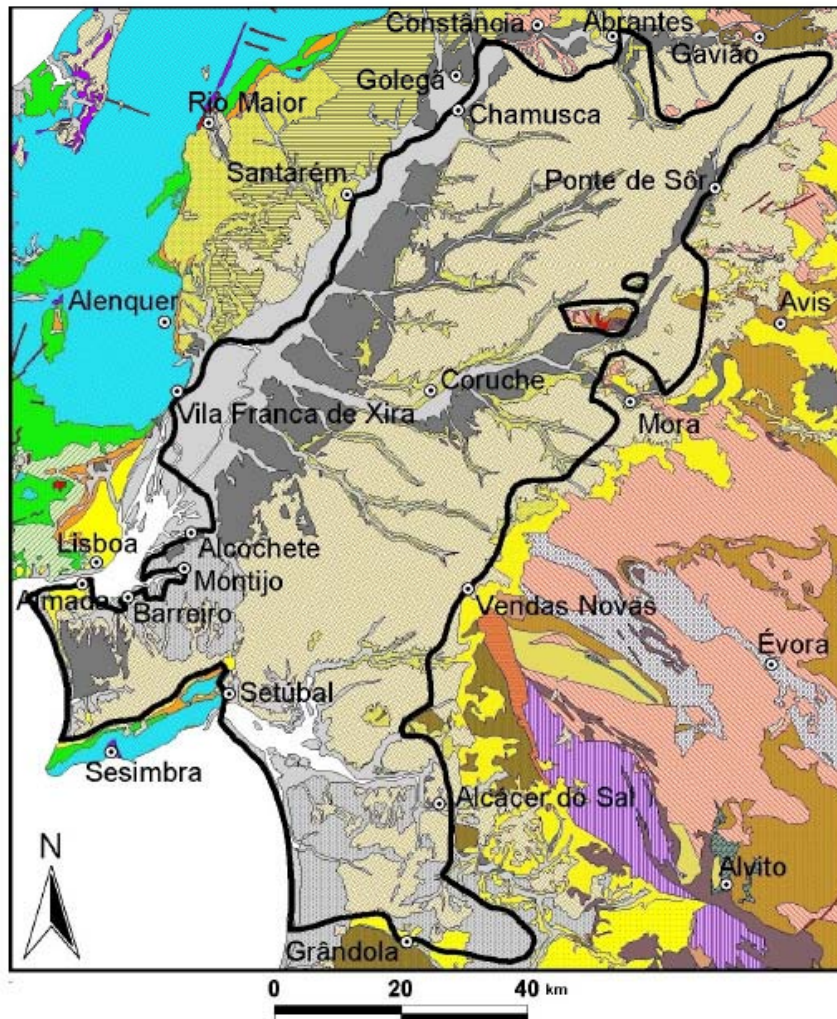 Constância
Abrantes
Gavião
Golegã
Rio Maior
Chamusca
Santarém
Ponte de Sôr
Alenquer
Avis
Coruche
Vila Franca de Xira
Mora
Lisboa
Alcochete
Montijo
Almada
Barreiro
Vendas Novas
Évora
Setúbal
Sesimbra
Alcácer do Sal
N
Alvito
Grândola
0 20 40 km